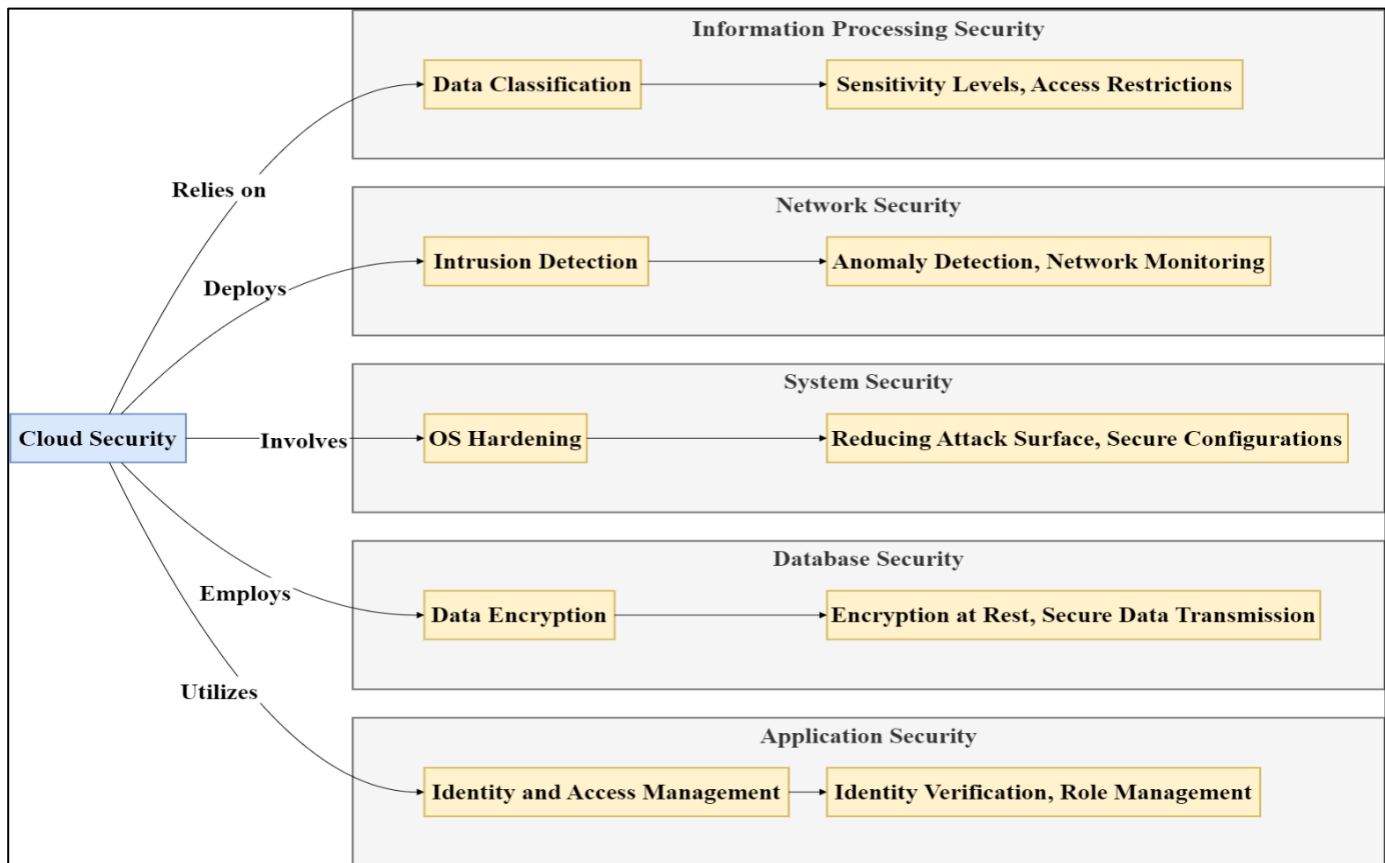 Information Processing Security
Data Classification
Sensitivity Levels, Access Restrictions
Relies on
Network Security
Intrusion Detection
Anomaly Detection, Network Monitoring
Deploys
System Security
Cloud Security
Involves
OS Hardening
Reducing Attack Surface, Secure Configurations
Database Security
Employs
Data Encryption
Encryption at Rest, Secure Data Transmission
Utilizes
Application Security
Identity and Access Management
Identity Verification, Role Management